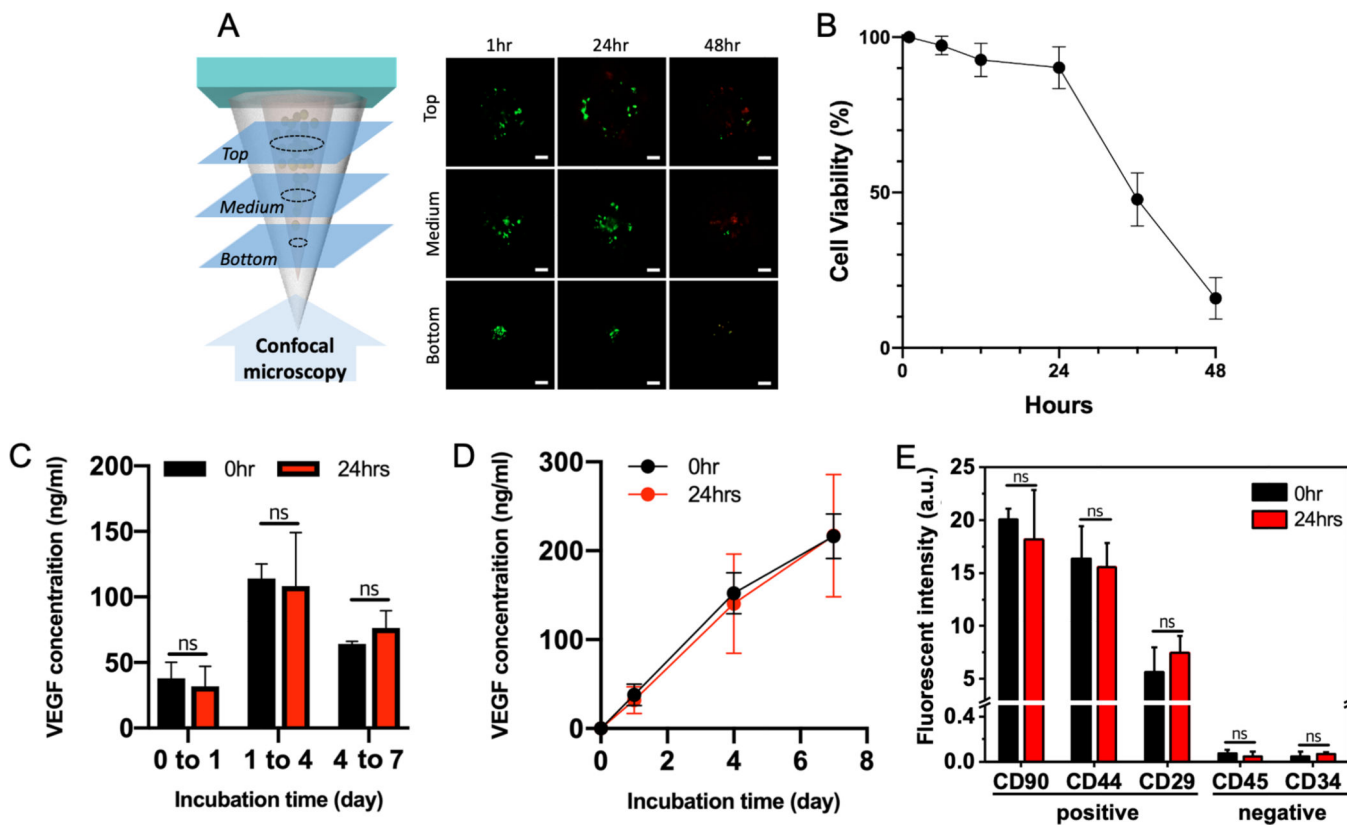 A
1hr
24hr
48hr
Top
Medium
Bottom
Top
Medium
Bottom
Confocal
microscopy
B
Cell Viability (%)
100
50
0
0
24
48
Hours
C
VEGF concentration (ng/ml)
200
150
100
50
0
0hr
24hrs
ns
ns
ns
0 to 1
1 to 4
4 to 7
Incubation time (day)
D
VEGF concentraition (ng/ml)
300
200
100
0
0hr
24hrs
0
2
4
6
8
Incubation time (day)
E
Fluorescent intensity (a.u.)
25
20
15
10
5
0.4
0.0
0hr
24hrs
ns
ns
ns
ns
ns
CD90
CD44
CD29
CD45
CD34
positive
negative